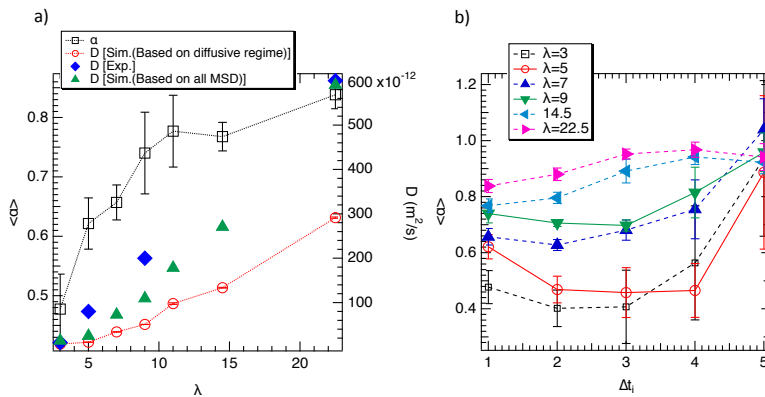 a)
α
D [Sim.(Based on diffusive regime)]
D [Exp.]
D [Sim.(Based on all MSD)]
0.8
0.7
0.6
0.5
<α>
600 x10-12
500
400
300
200
100
D (m2/s)
5
10
15
20
λ
b)
λ=3
λ=5
λ=7
λ=9
14.5
λ=22.5
1.2
1.0
0.8
0.6
0.4
<α>
1
2
3
4
5
Δti